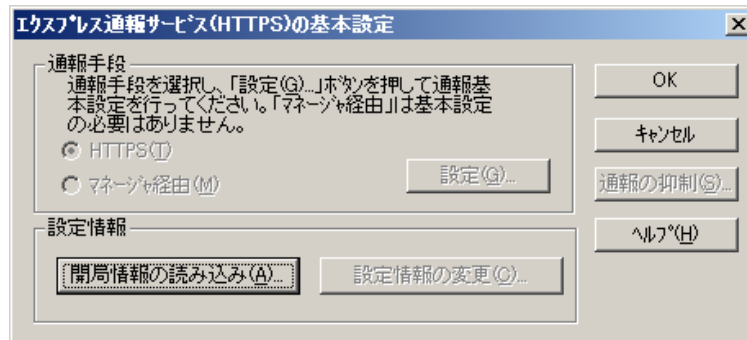 ｴｸｽﾌﾟﾚｽ通報ｻｰﾋﾞｽ(HTTPS)の基本設定
通報手段
通報手段を選択し、「設定(G)...」ﾎﾞﾀﾝを押して通報基
本設定を行ってください。「ﾏﾈｰｼﾞｬ経由」は基本設定
の必要はありません。
HTTPS(T)
ﾏﾈｰｼﾞｬ経由(M)
設定(G)...
設定情報
開局情報の読み込み(A)...
設定情報の変更(C)...
OK
ｷｬﾝｾﾙ
通報の抑制(S)...
ﾍﾙﾌﾟ(H)